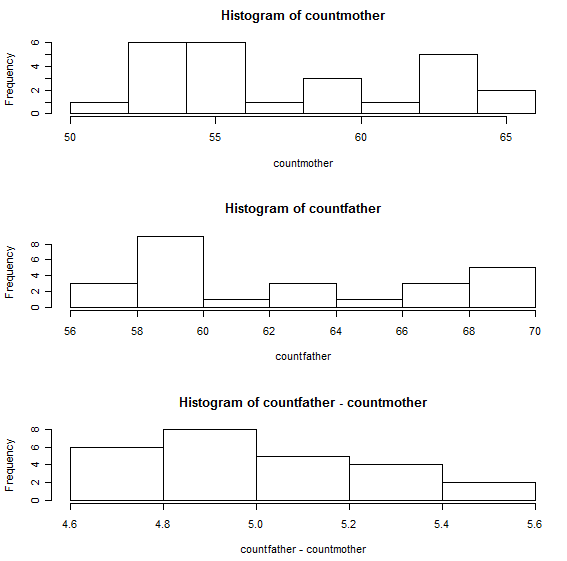 Histogram of countmother
Frequency
6
4
2
0
50 55 60 65
countmother
Histogram of countfather
Frequency
8
6
4
2
0
56 58 60 62 64 66 68 70
countfather
Histogram of countfather - countmother
Frequency
8
6
4
2
0
4.6 4.8 5.0 5.2 5.4 5.6
countfather - countmother